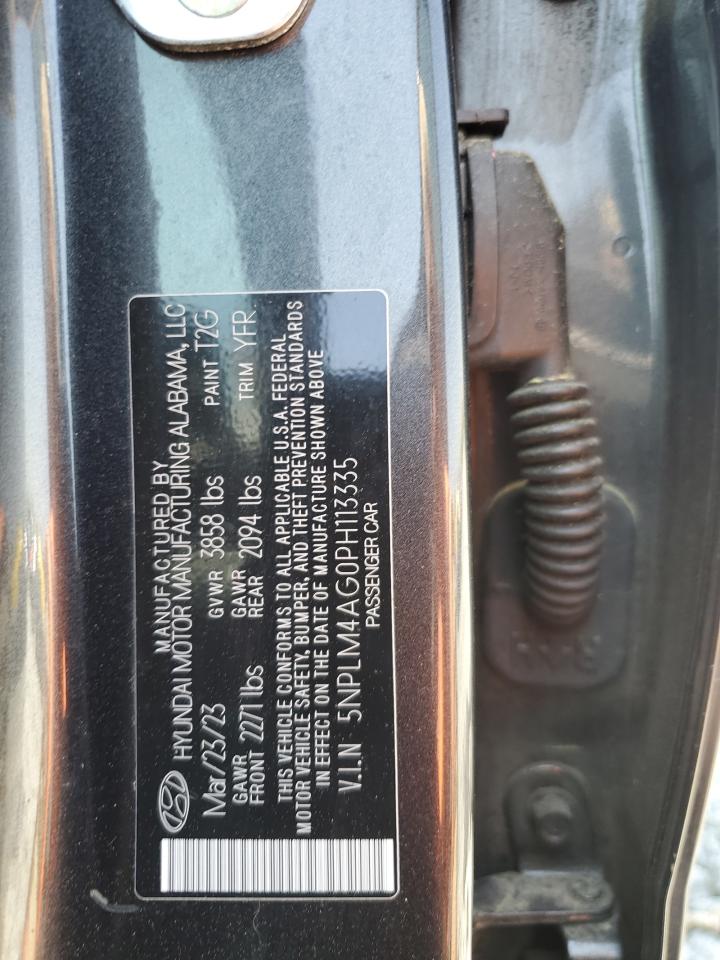 MANUFACTURED BY
HYUNDAI MOTOR MANUFACTURING ALABAMA, LLC
Mar/23/23 GVWR 3858 lbs PAINT T2G
GAWR FRONT 2271 lbs GAWR REAR 2094 lbs TRIM YFR
THIS VEHICLE CONFORMS TO ALL APPLICABLE U.S.A. FEDERAL
MOTOR VEHICLE SAFETY, BUMPER, AND THEFT PREVENTION STANDARDS
IN EFFECT ON THE DATE OF MANUFACTURE SHOWN ABOVE
V.I.N 5NPLM4AG0PH113335
PASSENGER CAR